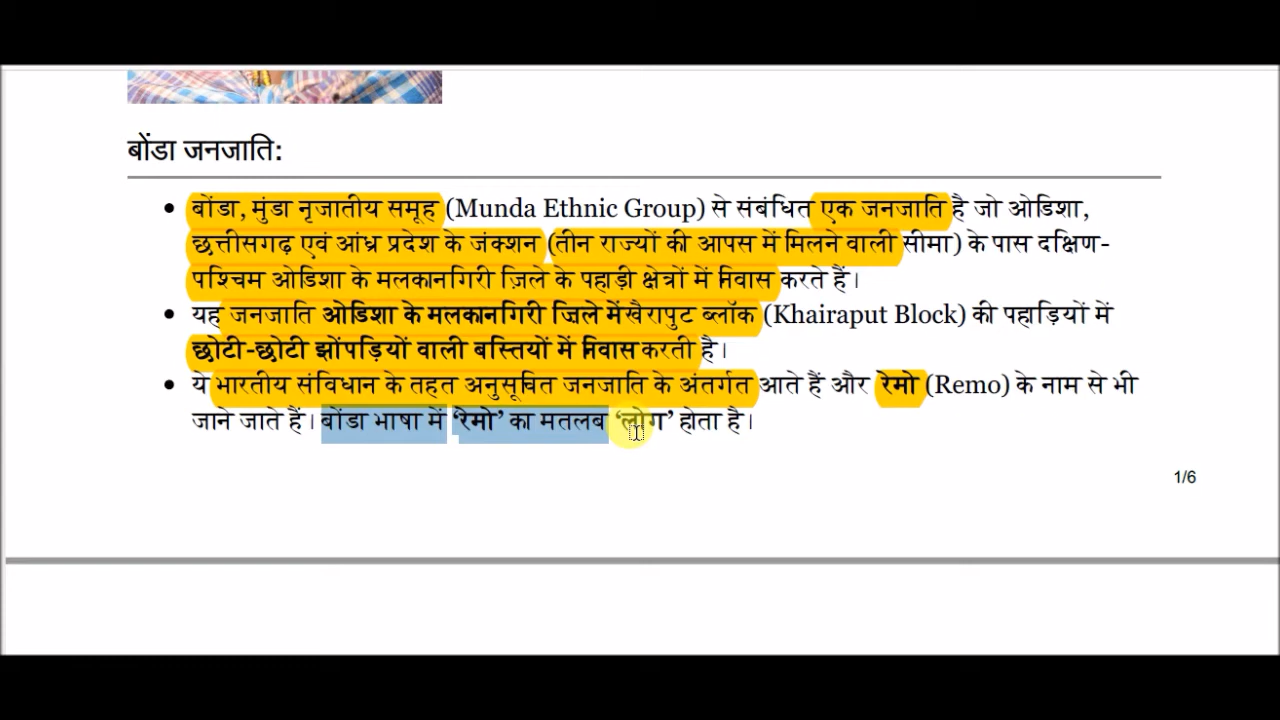 बोंडा जनजाति:
• बोंडा, मुंडा नृजातीय समूह (Munda Ethnic Group) से संबंधित एक जनजाति है जो ओडिशा,
छत्तीसगढ़ एवं आंध्र प्रदेश के जंक्शन (तीन राज्यों की आपस में मिलने वाली सीमा) के पास दक्षिण-
पश्चिम ओडिशा के मलकानगिरी ज़िले के पहाड़ी क्षेत्रों में निवास करते हैं।
• यह जनजाति ओडिशा के मलकानगिरी ज़िले में खैरापुट ब्लॉक (Khairaput Block) की पहाड़ियों में
छोटी-छोटी झोंपड़ियों वाली बस्तियों में निवास करती है।
• ये भारतीय संविधान के तहत अनुसूचित जनजाति के अंतर्गत आते हैं और रेमो (Remo) के नाम से भी
जाने जाते हैं। बोंडा भाषा में ‘रेमो’ का मतलब ‘लोग’ होता है।
1/6